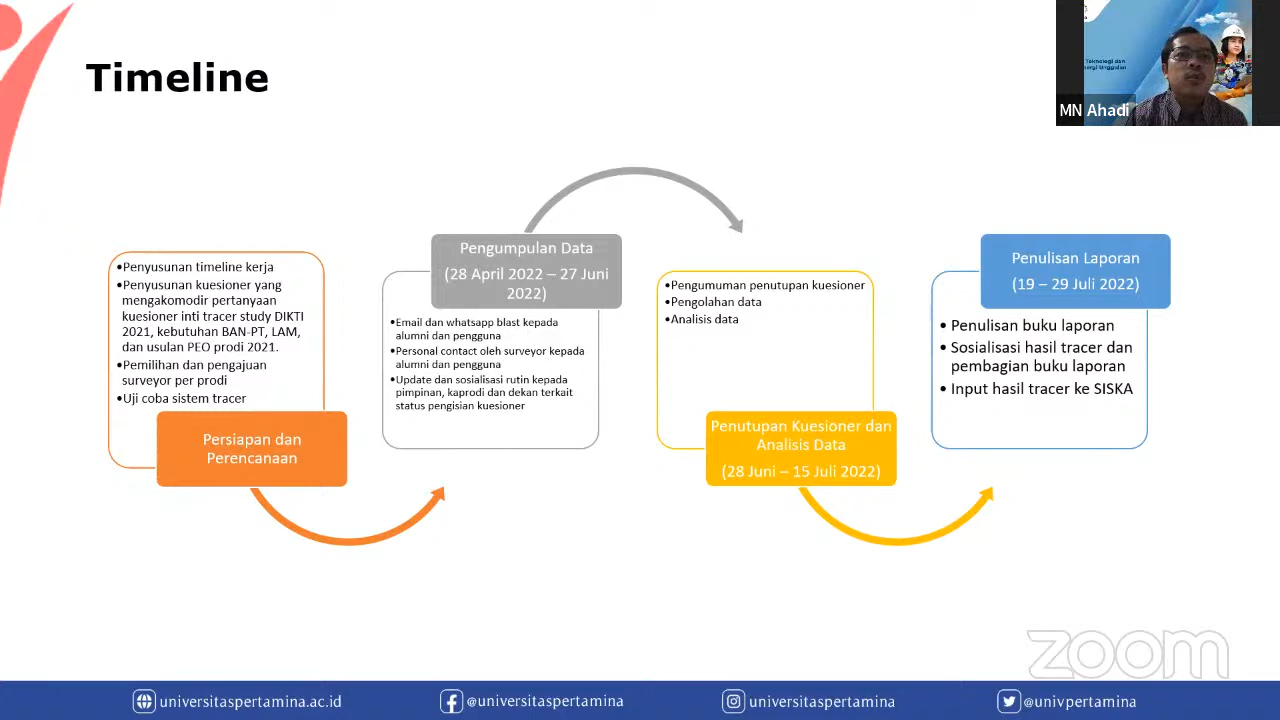 Timeline
Teknologi dan
MN Ahadi
•Penyusunan timeline kerja
•Penyusunan kuesioner yang
mengakomodir pertanyaan
kuesioner inti tracer study DIKTI
2021, kebutuhan BAN-PT, LAM,
dan usulan PEO prodi 2021.
•Pemilihan dan pengajuan
surveyor per prodi
•Uji coba sistem tracer
Persiapan dan
Perencanaan
Pengumpulan Data
(28 April 2022 – 27 Juni
2022)
•Email dan whatsapp blast kepada
alumni dan pengguna
•Personal contact oleh surveyor kepada
alumni dan pengguna
•Update dan sosialisasi rutin kepada
pimpinan, kaprodi dan dekan terkait
status pengisian kuesioner
•Pengumuman penutupan kuesioner
•Pengolahan data
•Analisis data
Penutupan Kuesioner dan
Analisis Data
(28 Juni – 15 Juli 2022)
Penulisan Laporan
(19 – 29 Juli 2022)
• Penulisan buku laporan
• Sosialisasi hasil tracer dan
pembagian buku laporan
• Input hasil tracer ke SISKA
zoom
universitaspertamina.ac.id
@universitaspertamina
universitaspertamina
@univpertamina